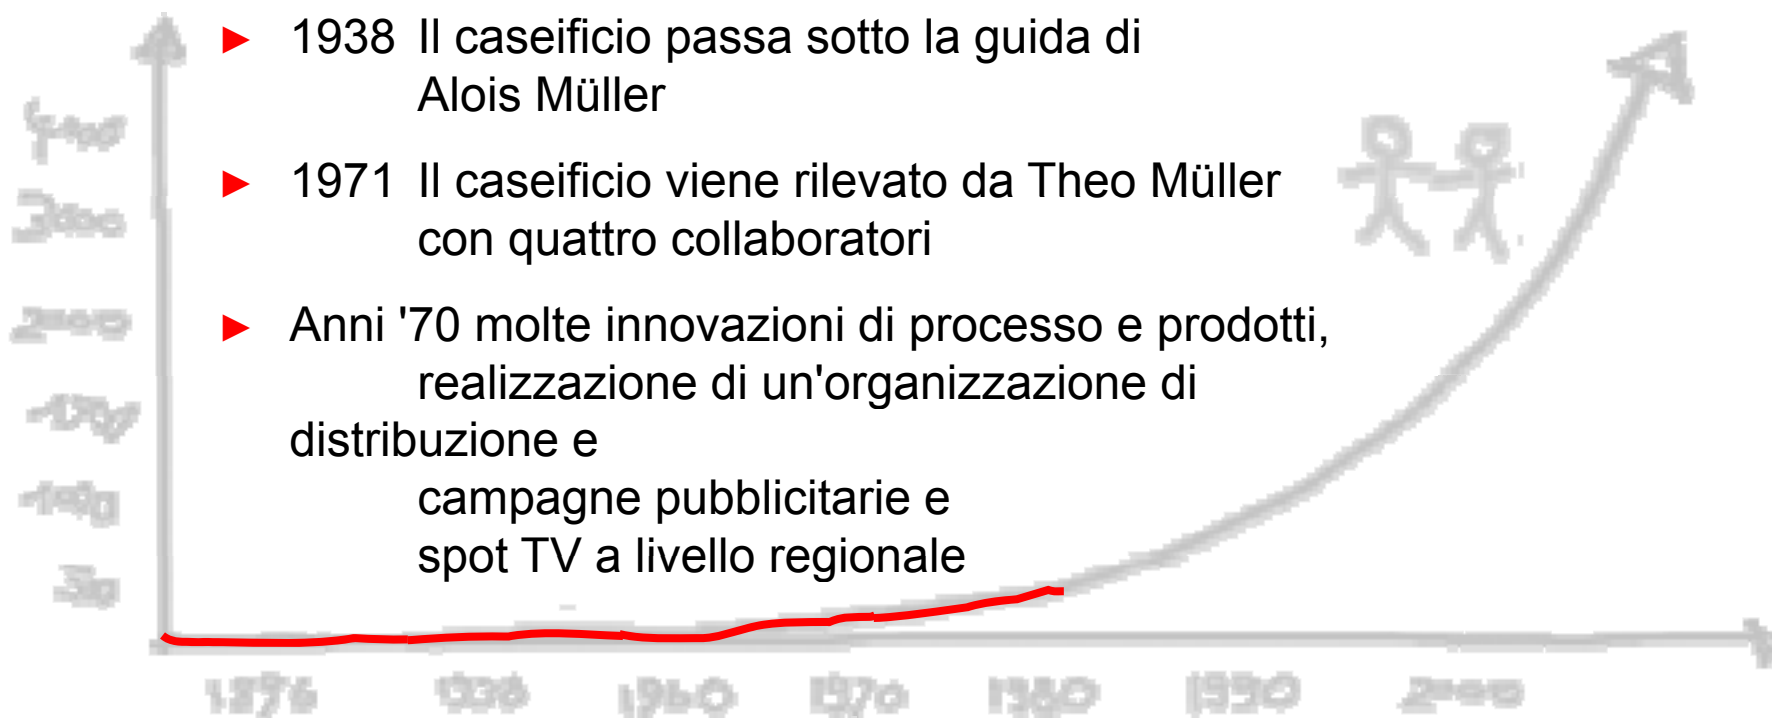 ► 1938 Il caseificio passa sotto la guida di
Alois Müller
► 1971 Il caseificio viene rilevato da Theo Müller
con quattro collaboratori
► Anni '70 molte innovazioni di processo e prodotti,
realizzazione di un'organizzazione di
distribuzione e
campagne pubblicitarie e
spot TV a livello regionale
2000
1960 1970 1980 1990 2000